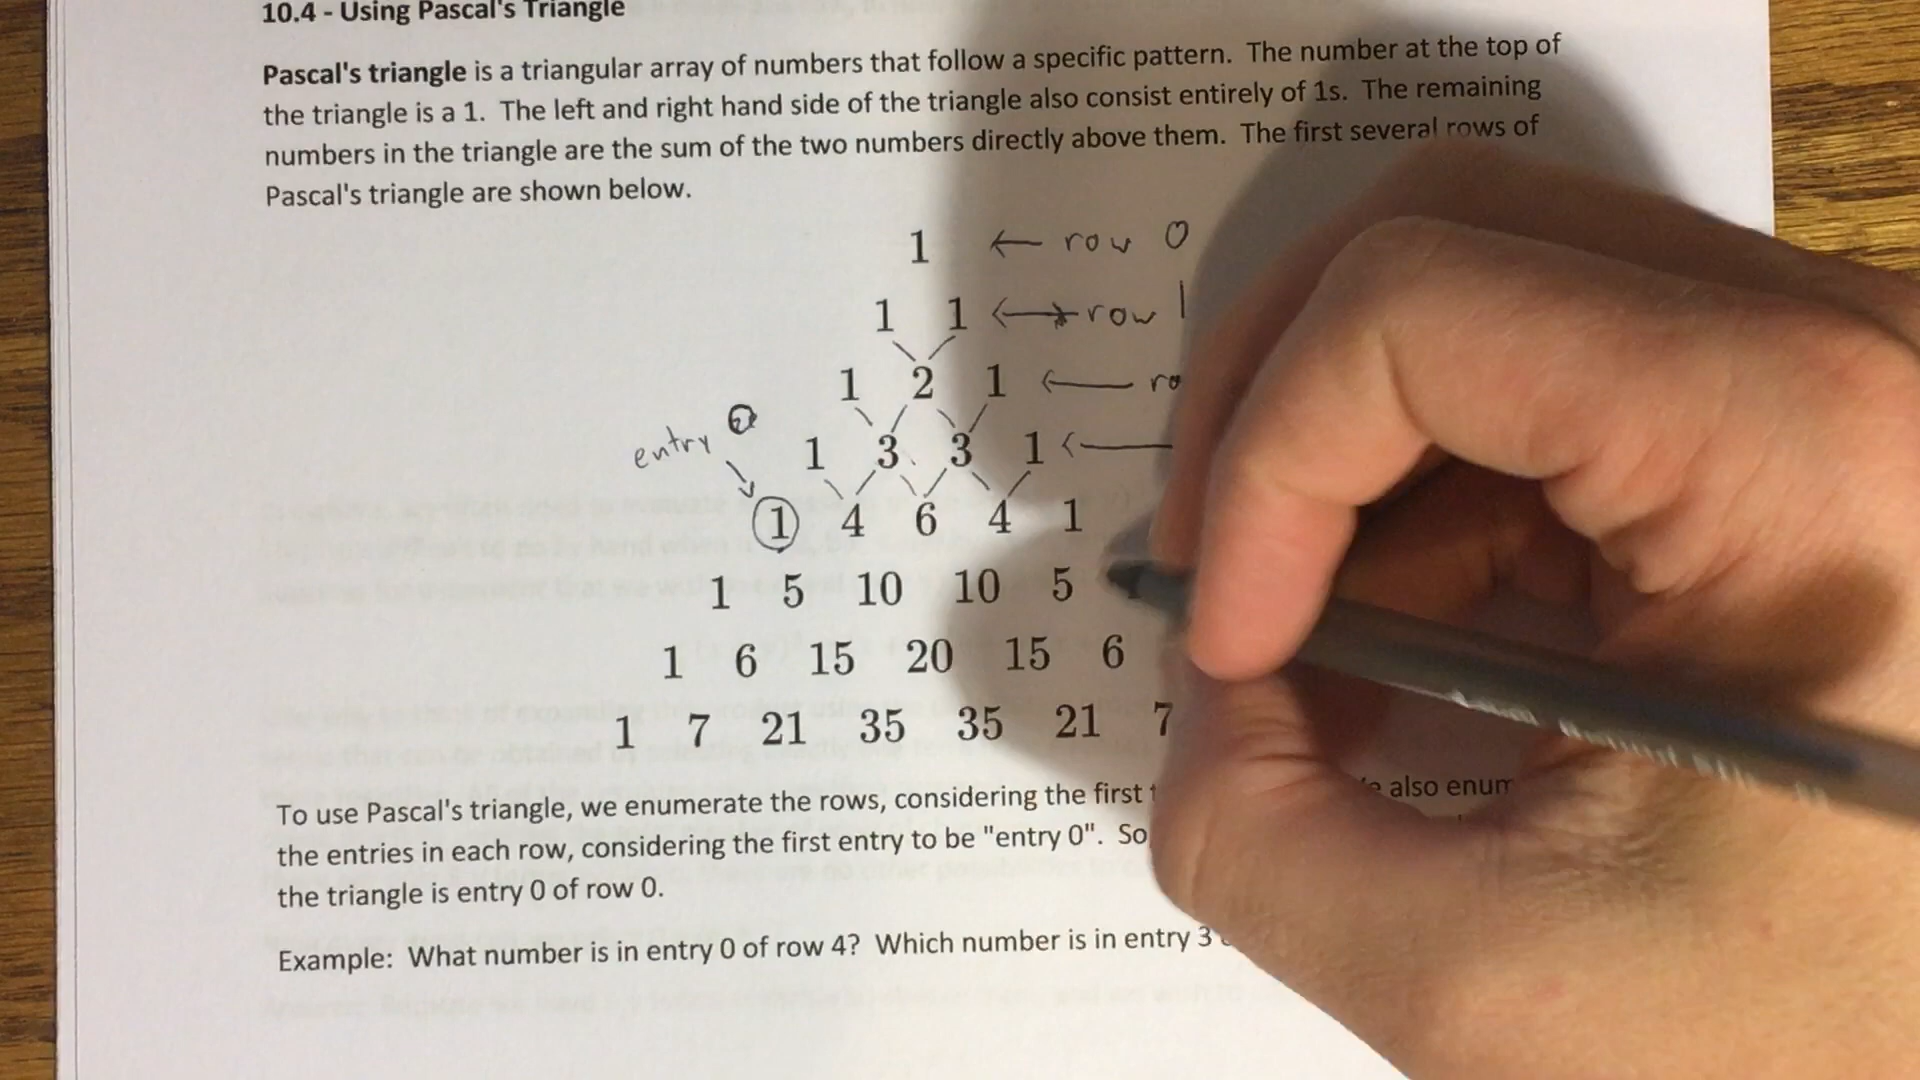 10.4 - Using Pascal's Triangle
Pascal's triangle is a triangular array of numbers that follow a specific pattern. The number at the top of
the triangle is a 1. The left and right hand side of the triangle also consist entirely of 1s. The remaining
numbers in the triangle are the sum of the two numbers directly above them. The first several rows of
Pascal's triangle are shown below.
1 ← row 0
1 1 ← row 1
1 2 1 ← ro
entry 0
1 3 3 1 ←
1 4 6 4 1
1 5 10 10 5
1 6 15 20 15 6
1 7 21 35 35 21 7
To use Pascal's triangle, we enumerate the rows, considering the first also enum
the entries in each row, considering the first entry to be "entry 0". So
the triangle is entry 0 of row 0.
Example: What number is in entry 0 of row 4? Which number is in entry 3